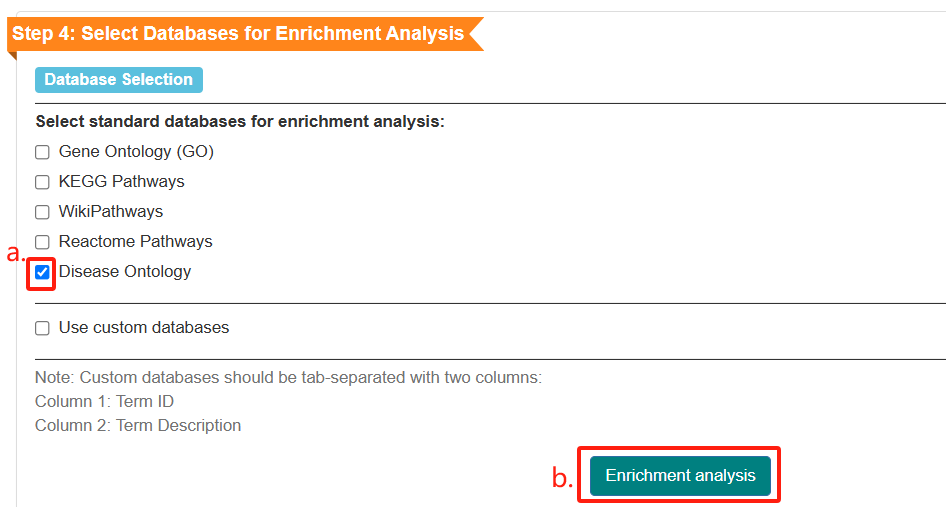 Step 4: Select Databases for Enrichment Analysis
Database Selection
Select standard databases for enrichment analysis:
Gene Ontology (GO)
KEGG Pathways
WikiPathways
Reactome Pathways
a.
Disease Ontology
Use custom databases
Note: Custom databases should be tab-separated with two columns:
Column 1: Term ID
Column 2: Term Description
b.
Enrichment analysis